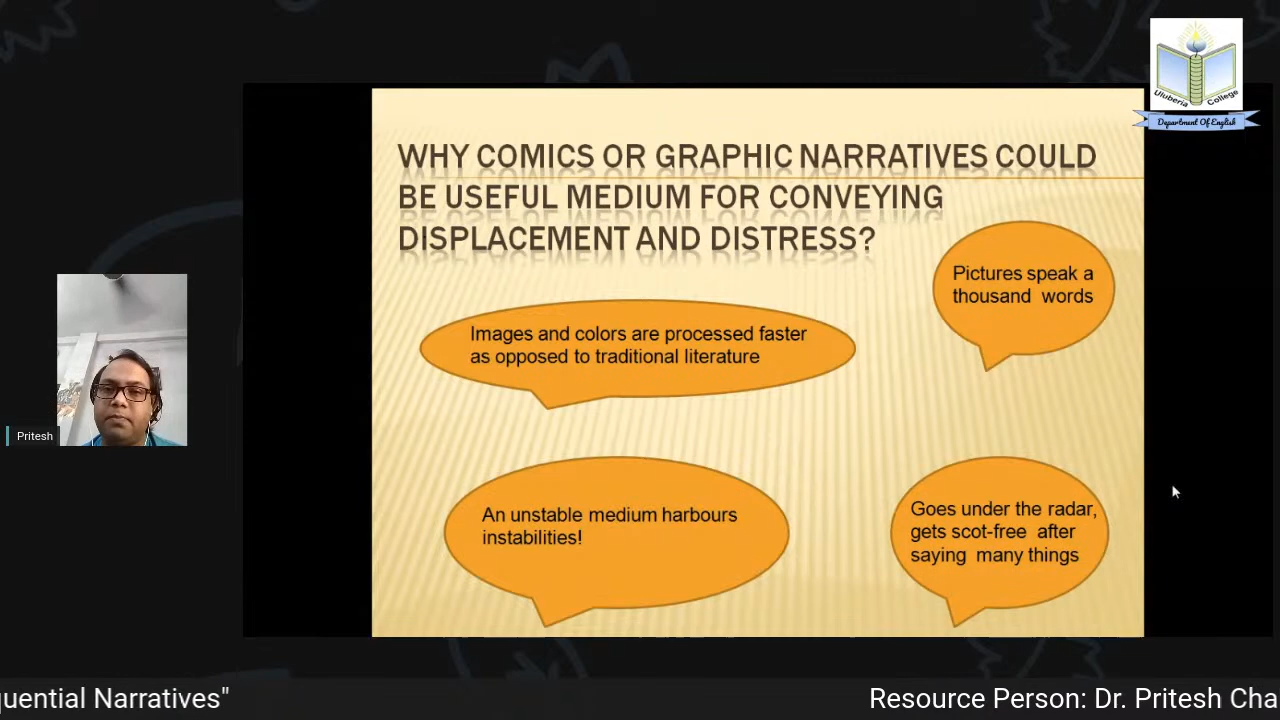 Uluberia College
Department Of English
WHY COMICS OR GRAPHIC NARRATIVES COULD
BE USEFUL MEDIUM FOR CONVEYING
DISPLACEMENT AND DISTRESS?
Pictures speak a
thousand words
Images and colors are processed faster
as opposed to traditional literature
An unstable medium harbours
instabilities!
Goes under the radar,
gets scot-free after
saying many things
Pritesh
quential Narratives"
Resource Person: Dr. Pritesh Cha